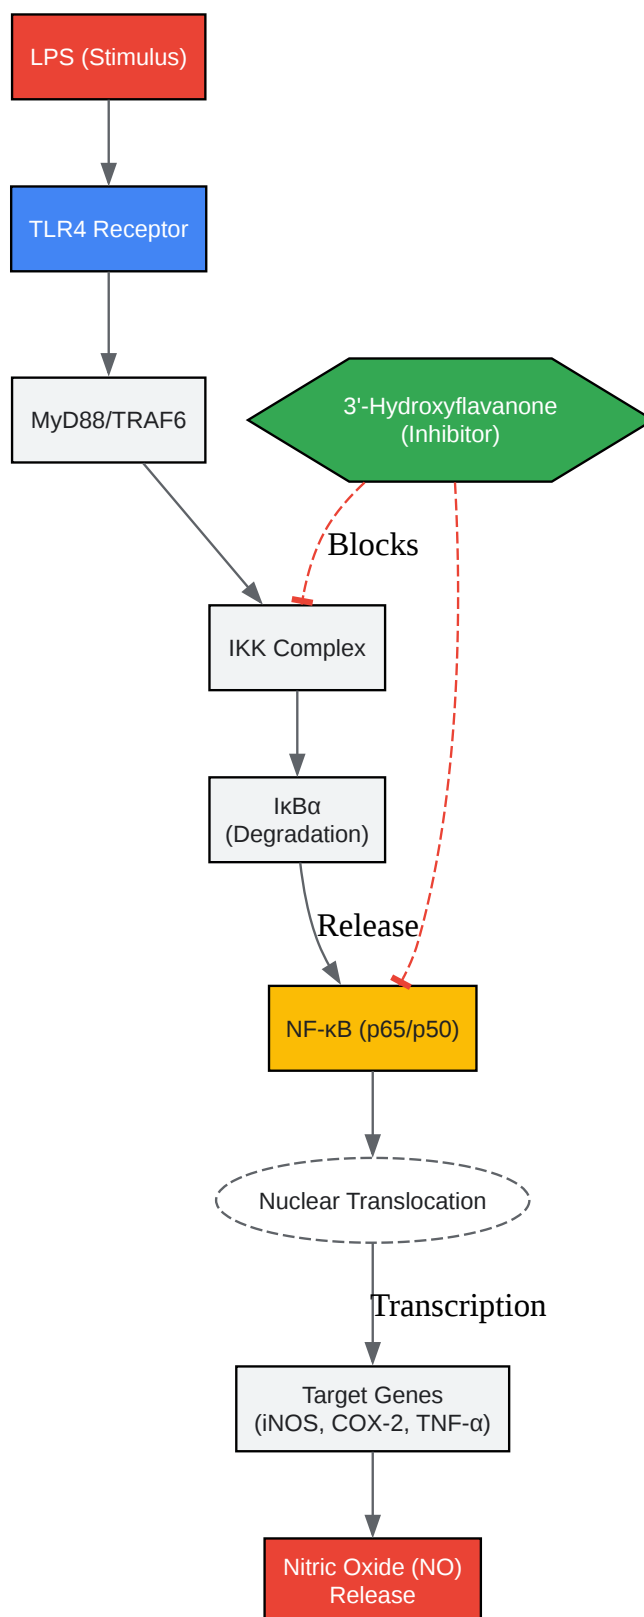 LPS (Stimulus)
TLR4 Receptor
MyD88/TRAF6
3'-Hydroxyflavanone
(Inhibitor)
Blocks
IKK Complex
IκBα
(Degradation)
Release
NF-κB (p65/p50)
Nuclear Translocation
Transcription
Target Genes
(iNOS, COX-2, TNF-α)
Nitric Oxide (NO)
Release